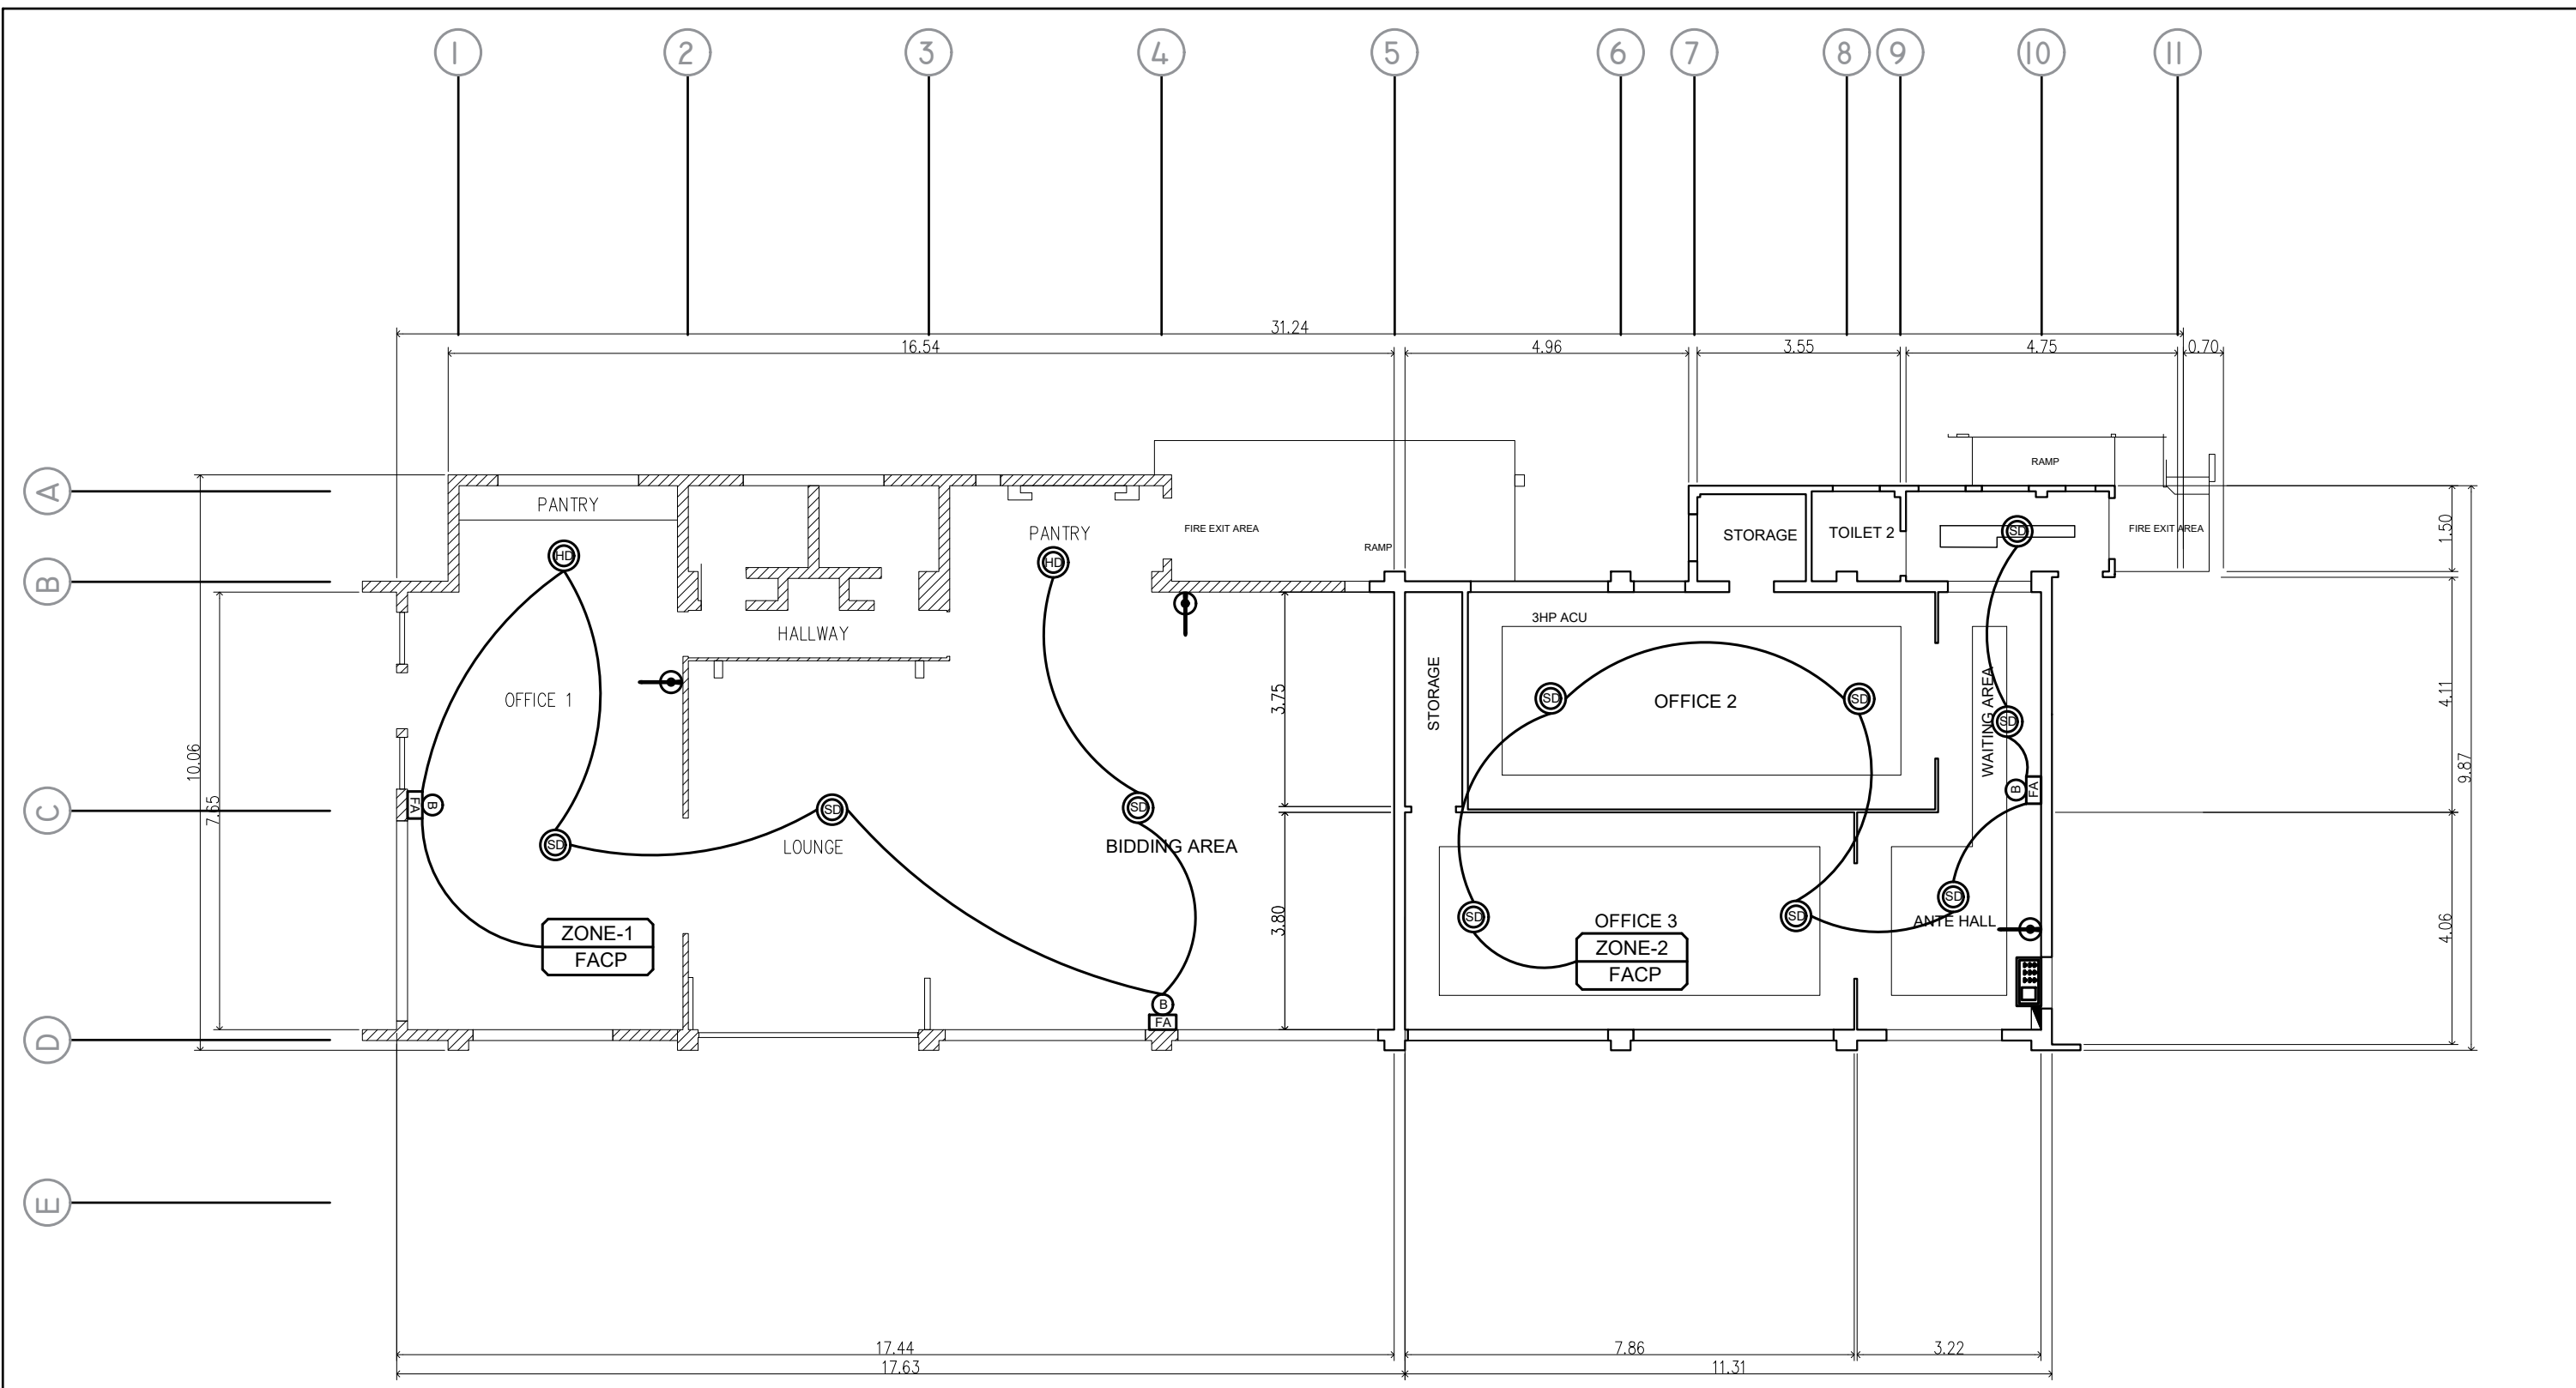 1 2 3 4 5 6 7 8 9 10 11
31.24
16.54 4.96 3.55 4.75 0.70
RAMP
A
PANTRY
FIRE EXIT AREA
PANTRY
RAMP
STORAGE
TOILET 2
SD
FIRE EXIT AREA
1.50
HD
HD
B
3HP ACU
HALLWAY
OFFICE 1
3.75
STORAGE
SD
OFFICE 2
SD
WAITING AREA
SD
4.11
10.06
7.65
9.87
C
FA
B
SD
SD
B
FA
SD
LOUNGE
BIDDING AREA
SD
ANTE HALL
3.80
SD
OFFICE 3
SD
4.06
ZONE-1
FACP
ZONE-2
FACP
B
FA
D
E
17.44 7.86 3.22
17.63 11.31